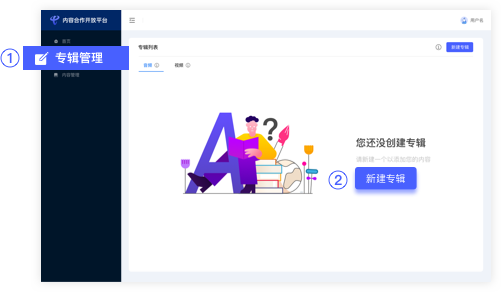 内容合作开放平台
用户名
首页
① 专辑管理
内容管理
专辑列表
新建专辑
音频
视频
?
您还没创建专辑
请新建一个以添加您的内容
② 新建专辑